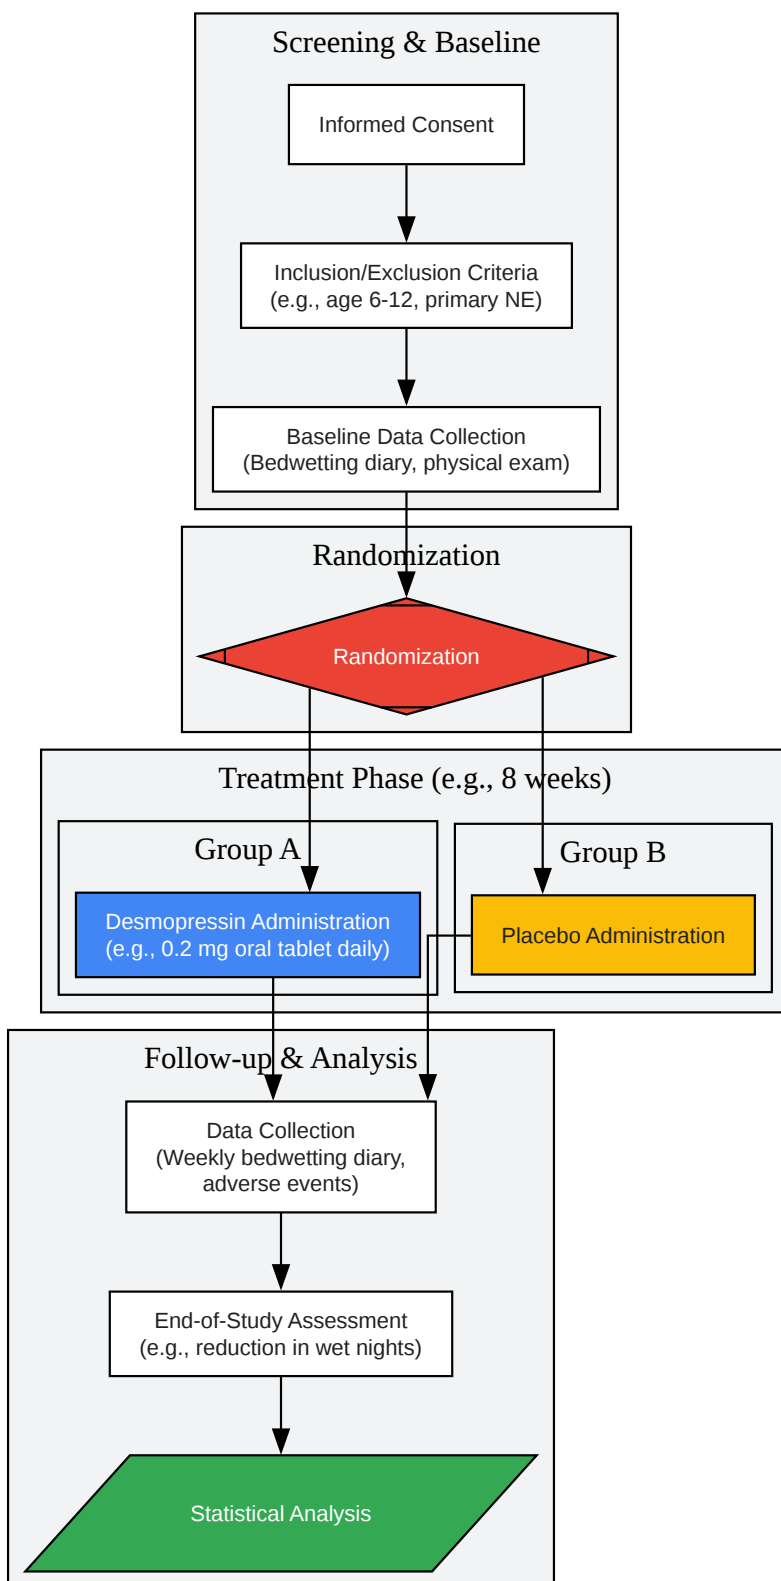 Screening & Baseline
Informed Consent
Inclusion/Exclusion Criteria
(e.g., age 6-12, primary NE)
Baseline Data Collection
(Bedwetting diary, physical exam)
Randomization
Randomization
Treatment Phase (e.g., 8 weeks)
Group A
Desmopressin Administration
(e.g., 0.2 mg oral tablet daily)
Group B
Placebo Administration
Follow-up & Analysis
Data Collection
(Weekly bedwetting diary,
adverse events)
End-of-Study Assessment
(e.g., reduction in wet nights)
Statistical Analysis